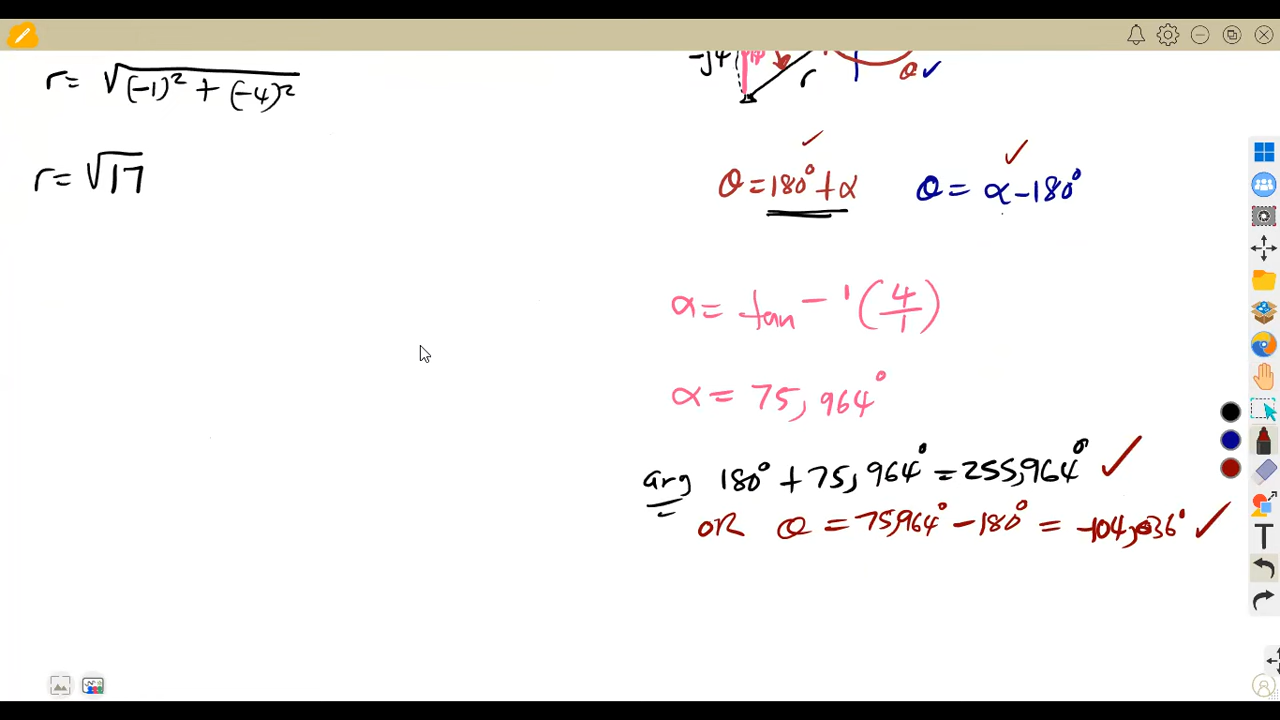 r = √(-1)² + (-4)²
r = √17
-j4
r
θ ✓
✓ ✓
θ = 180° + α θ = α - 180°
α = tan⁻¹(4/1)
α = 75,964°
arg 180° + 75,964° = 255,964° ✓
OR θ = 75,964° - 180° = -104,036° ✓
T